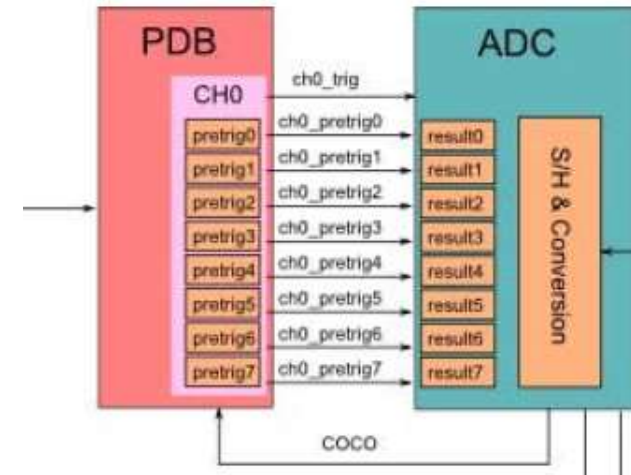 PDB
ADC
CH0
ch0_trig
pretrig0
ch0_pretrig0
result0
pretrig1
ch0_pretrig1
result1
pretrig2
ch0_pretrig2
result2
pretrig3
ch0_pretrig3
result3
pretrig4
ch0_pretrig4
result4
pretrig5
ch0_pretrig5
result5
pretrig6
ch0_pretrig6
result6
pretrig7
ch0_pretrig7
result7
S/H & Conversion
COCO